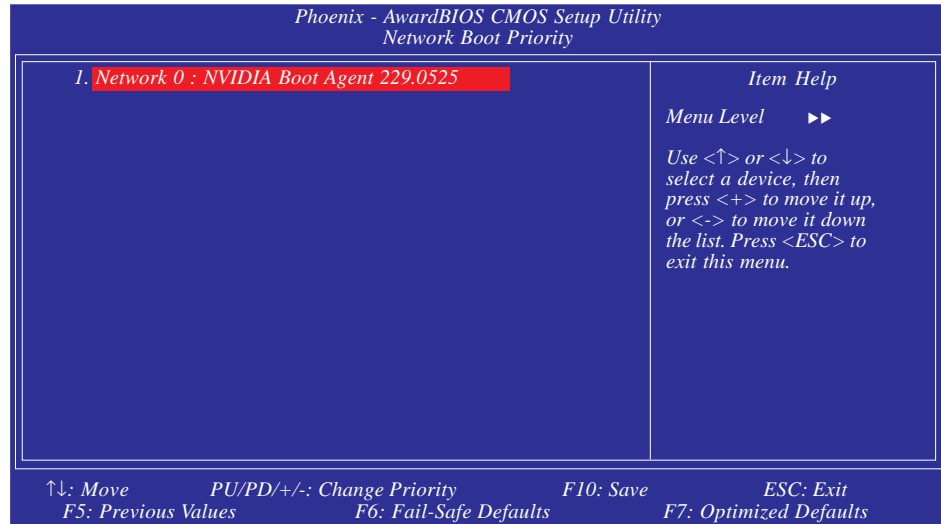 Phoenix - AwardBIOS CMOS Setup Utility
Network Boot Priority
1. Network 0 : NVIDIA Boot Agent 229.0525
Item Help
Menu Level ▶▶
Use <↑> or <↓> to
select a device, then
press <+> to move it up,
or <-> to move it down
the list. Press <ESC> to
exit this menu.
↑↓: Move PU/PD/+/-: Change Priority F10: Save ESC: Exit
F5: Previous Values F6: Fail-Safe Defaults F7: Optimized Defaults